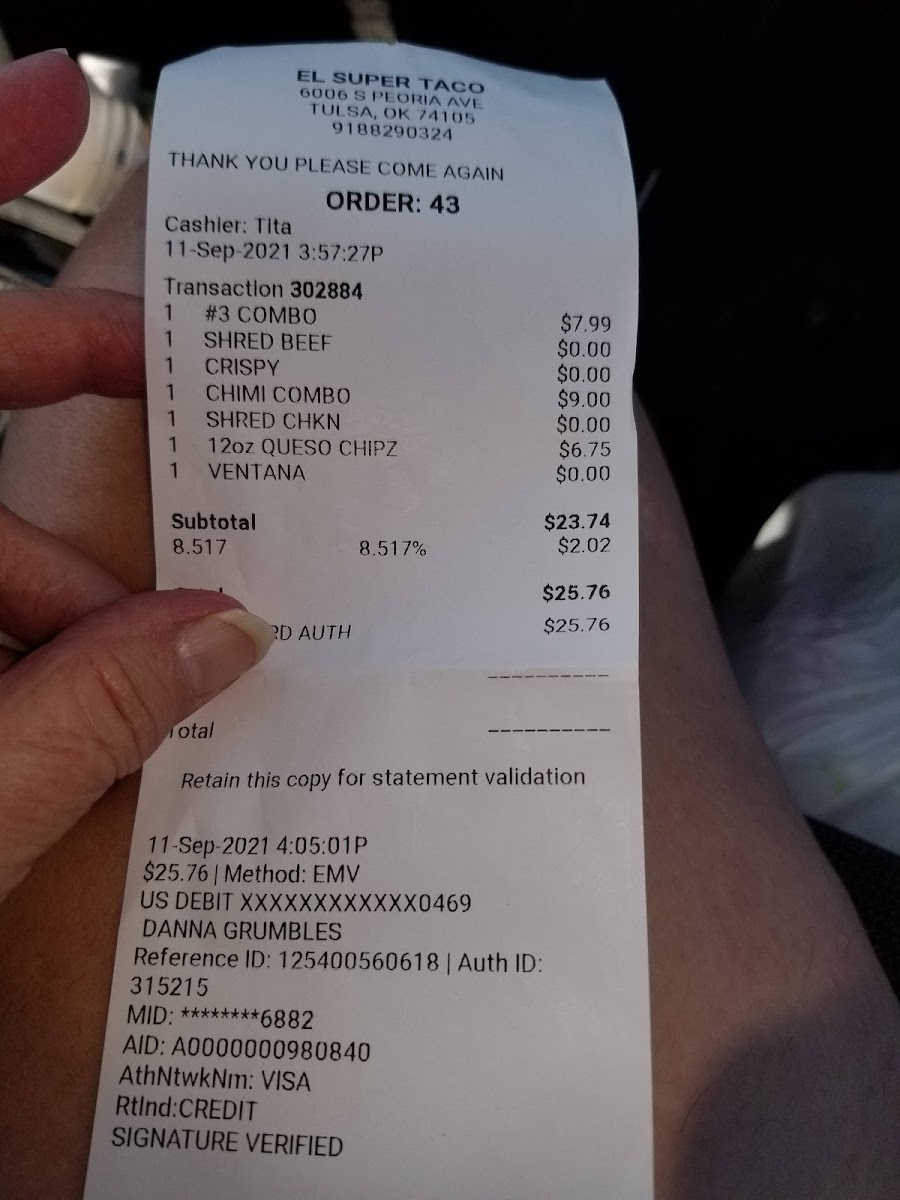 EL SUPER TACO
6006 S PEORIA AVE
TULSA, OK 74105
9188290324
THANK YOU PLEASE COME AGAIN
ORDER: 43
Cashier: Tita
11-Sep-2021 3:57:27P
Transaction 302884
1 #3 COMBO $7.99
1 SHRED BEEF $0.00
1 CRISPY $0.00
1 CHIMI COMBO $9.00
1 SHRED CHKN $0.00
1 12oz QUESO CHIPZ $6.75
1 VENTANA $0.00
Subtotal $23.74
8.517 8.517% $2.02
$25.76
AUTH $25.76
----------
Total ----------
Retain this copy for statement validation
11-Sep-2021 4:05:01P
$25.76 | Method: EMV
US DEBIT XXXXXXXXXXXX0469
DANNA GRUMBLES
Reference ID: 125400560618 | Auth ID:
315215
MID: ********6882
AID: A0000000980840
AthNtwkNm: VISA
RtInd:CREDIT
SIGNATURE VERIFIED